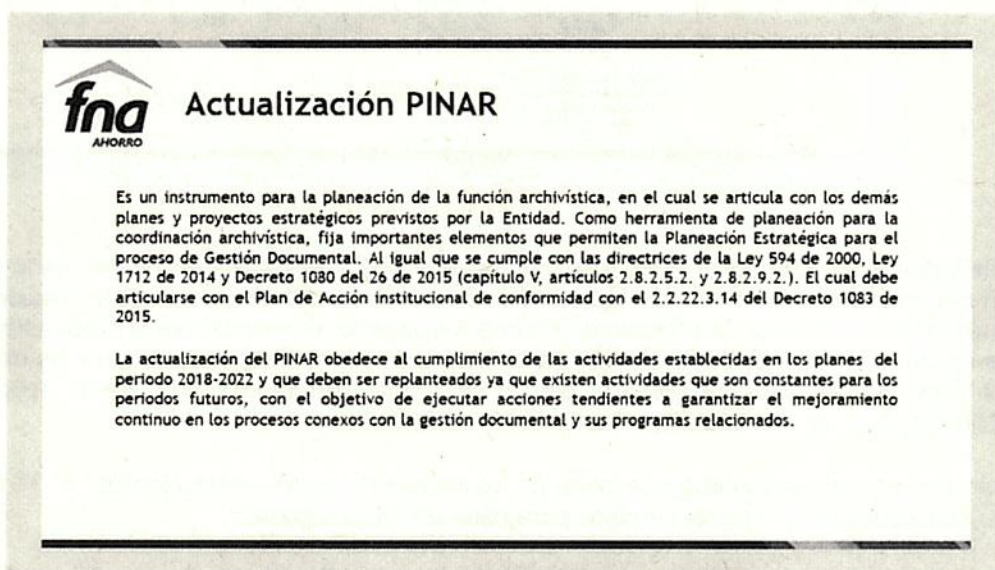 fna
AHORRO
Actualización PINAR
Es un instrumento para la planeación de la función archivística, en el cual se articula con los demás
planes y proyectos estratégicos previstos por la Entidad. Como herramienta de planeación para la
coordinación archivística, fija importantes elementos que permiten la Planeación Estratégica para el
proceso de Gestión Documental. Al igual que se cumple con las directrices de la Ley 594 de 2000, Ley
1712 de 2014 y Decreto 1080 del 26 de 2015 (capítulo V, artículos 2.8.2.5.2. y 2.8.2.9.2.). El cual debe
articularse con el Plan de Acción institucional de conformidad con el 2.2.22.3.14 del Decreto 1083 de
2015.
La actualización del PINAR obedece al cumplimiento de las actividades establecidas en los planes del
periodo 2018-2022 y que deben ser replanteados ya que existen actividades que son constantes para los
periodos futuros, con el objetivo de ejecutar acciones tendientes a garantizar el mejoramiento
continuo en los procesos conexos con la gestión documental y sus programas relacionados.